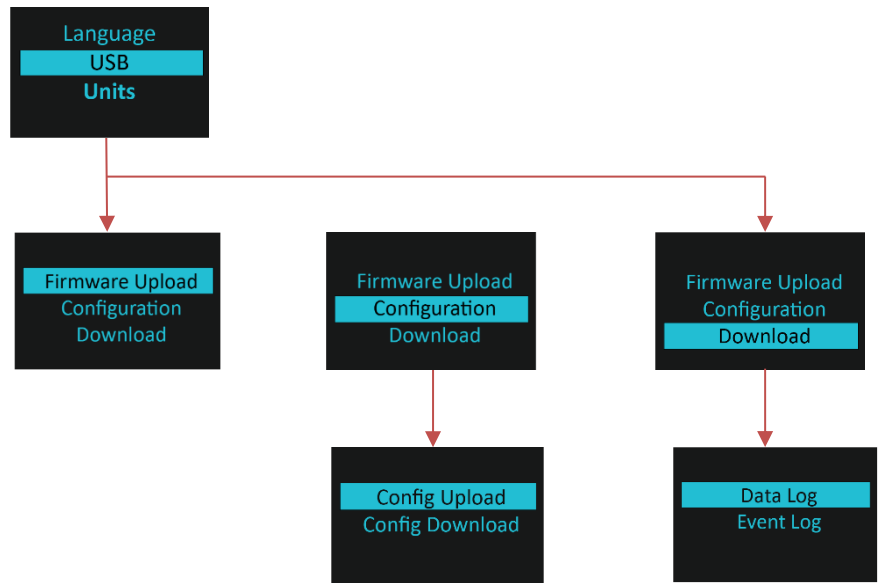 Language
USB
Units
Firmware Upload
Configuration
Download
Firmware Upload
Configuration
Download
Firmware Upload
Configuration
Download
Config Upload
Config Download
Data Log
Event Log